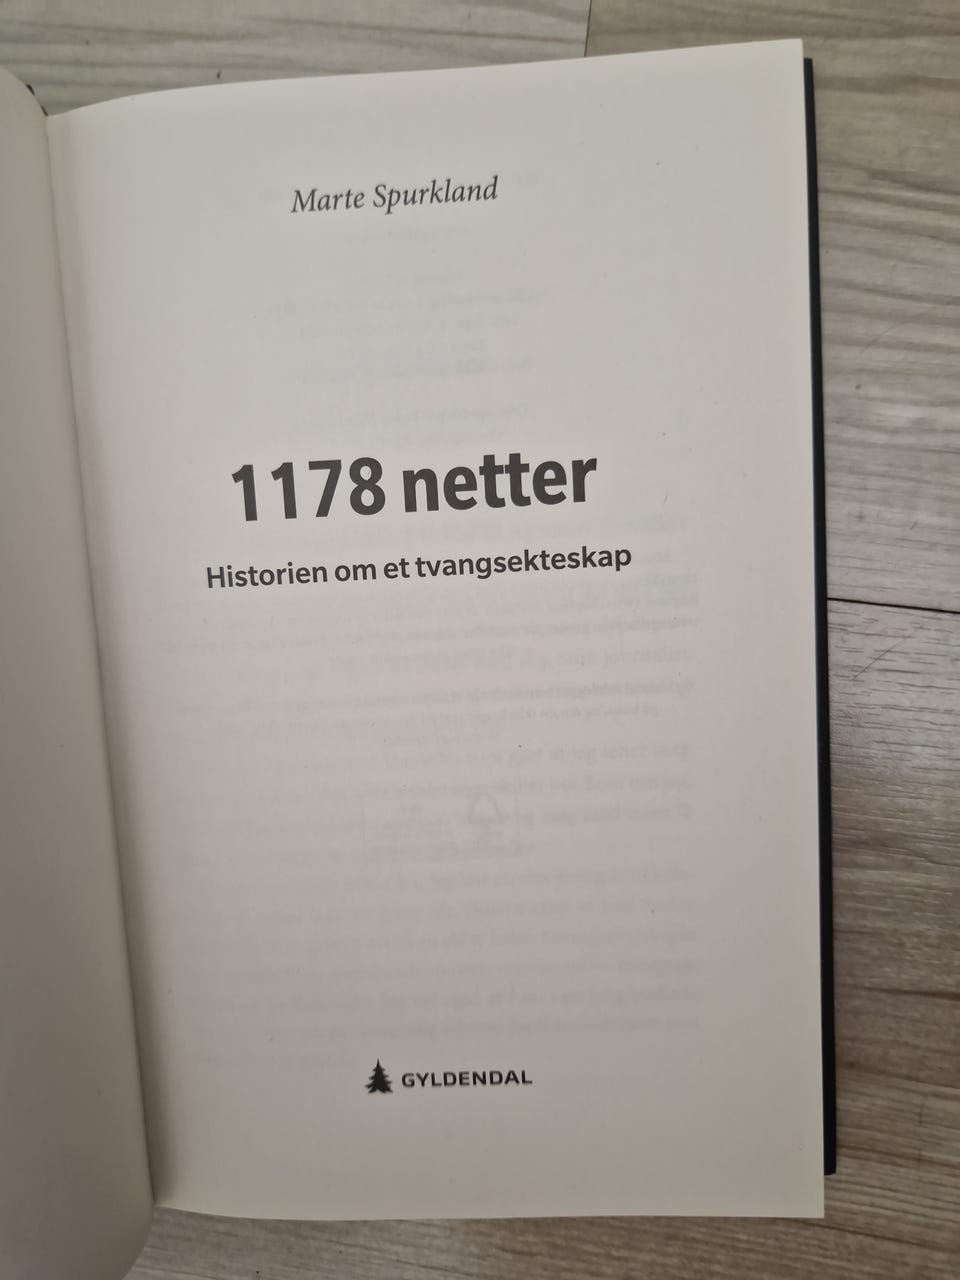 Marte Spurkland
1178 netter
Historien om et tvangsekteskap
GYLDENDAL